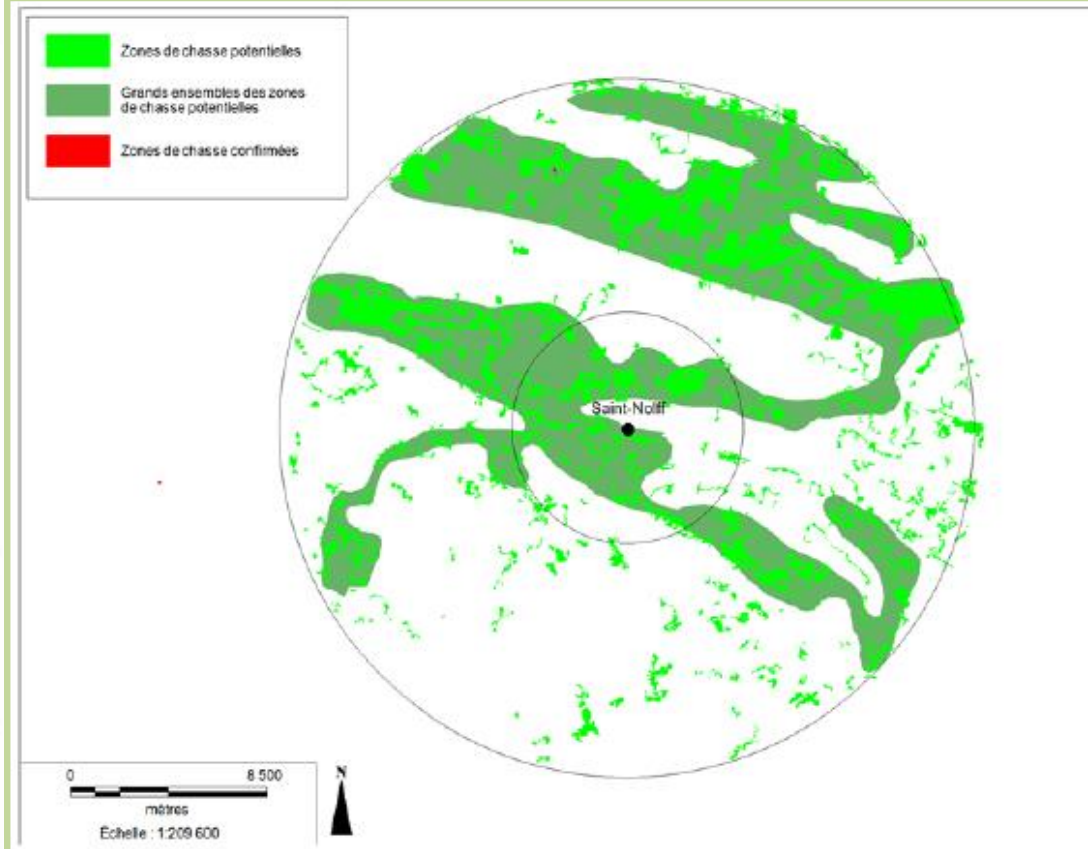 Zones de chasse potentielles
Grands ensembles des zones
de chasse potentielles
Zones de chasse confirmées
Saint-Nolff
0 8 500
mètres
Échelle : 1:209 600
N